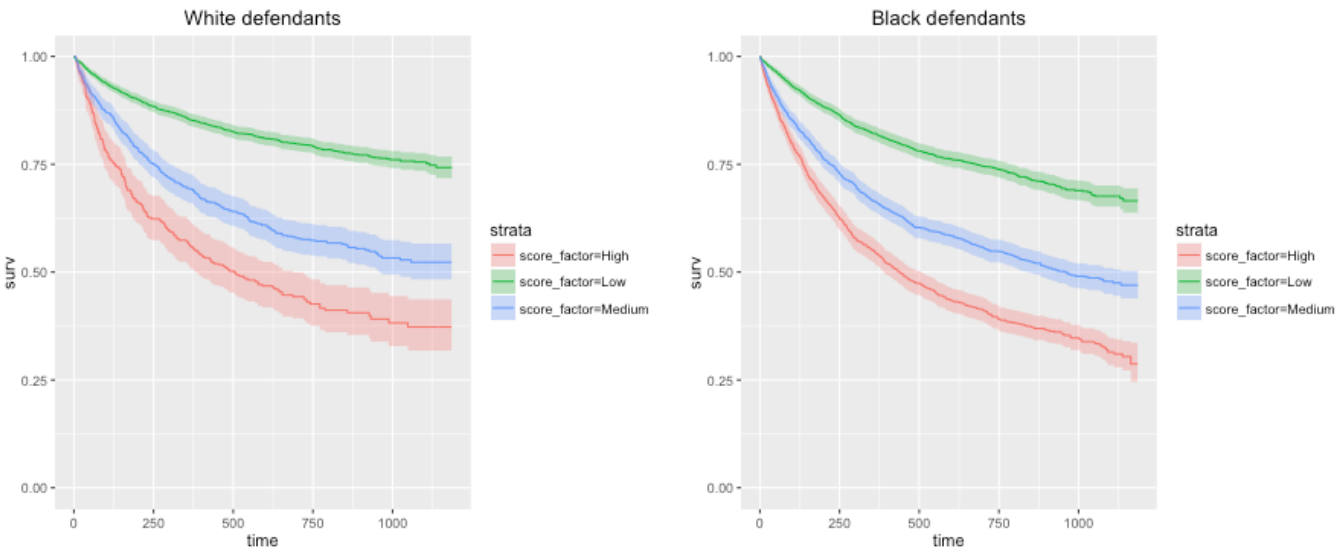 White defendants
1.00
0.75
0.50
0.25
0.00
surv
0 250 500 750 1000
time
strata
score_factor=High
score_factor=Low
score_factor=Medium
Black defendants
1.00
0.75
0.50
0.25
0.00
surv
0 250 500 750 1000
time
strata
score_factor=High
score_factor=Low
score_factor=Medium